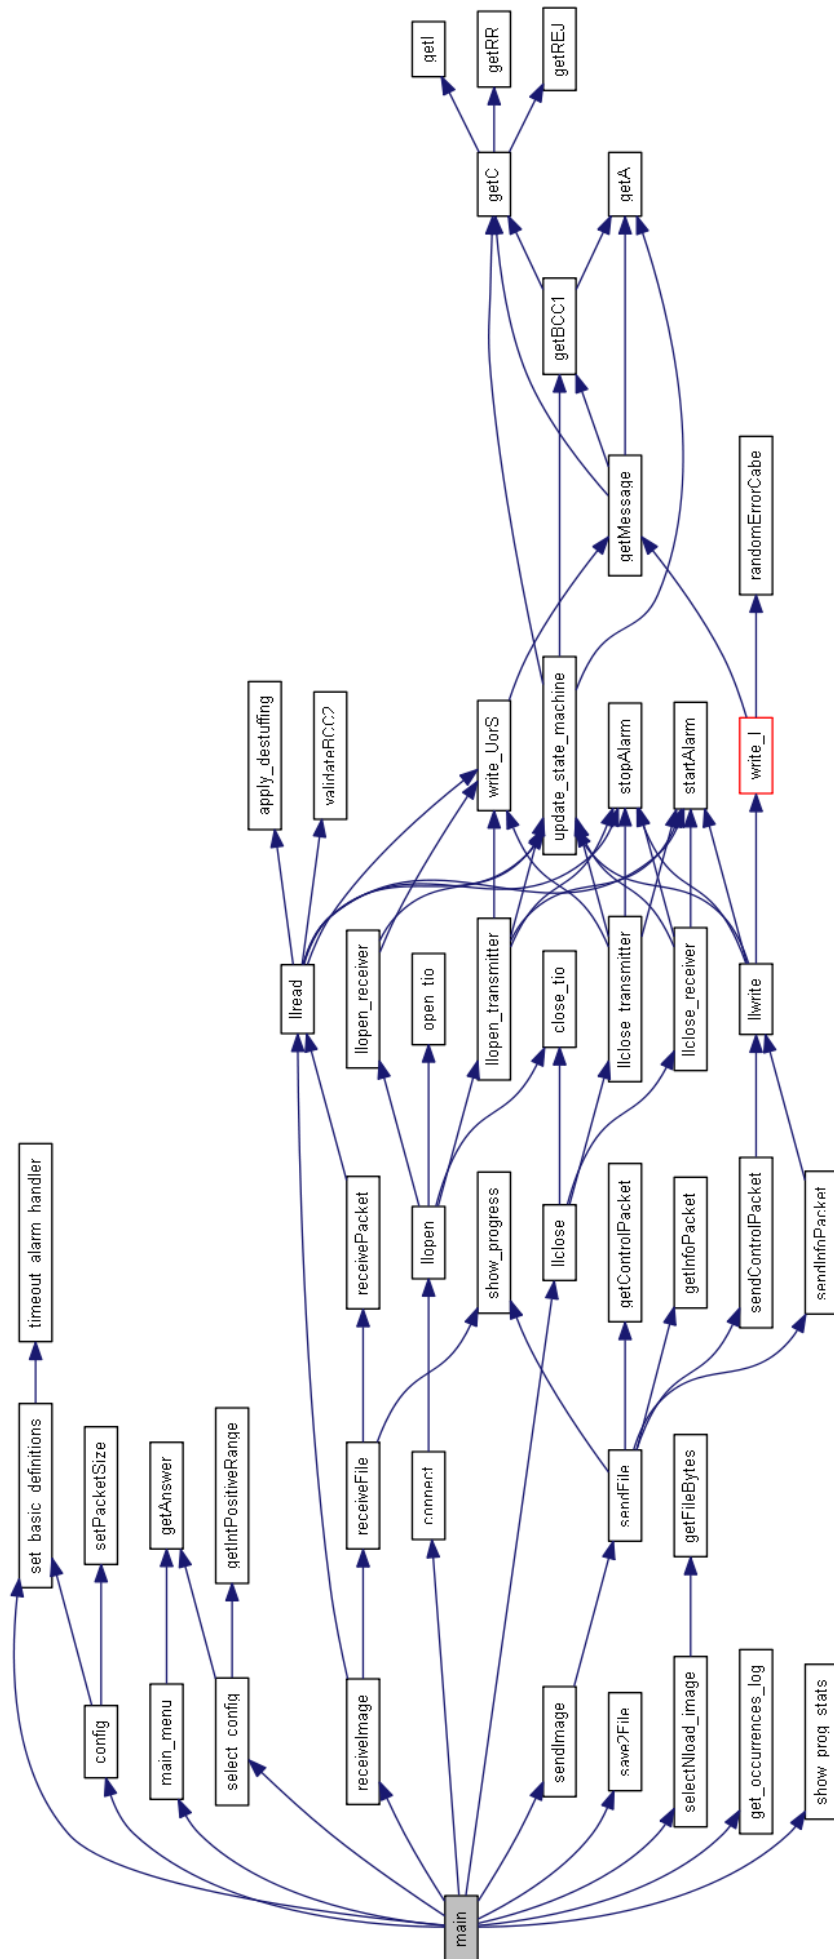 main
set_basic_definitions
config
main_menu
select_config
receiveImage
connect
llclose
sendImage
save2File
selectNload_image
get_occurrences_log
show_prog_stats
timeout_alarm_handler
setPacketSize
getAnswer
getIntPositiveRange
receiveFile
llopen
sendFile
getFileBytes
receivePacket
show_progress
getControlPacket
getInfoPacket
sendControlPacket
sendInfoPacket
llread
llopen_receiver
open_tio
llopen_transmitter
close_tio
llclose_transmitter
llclose_receiver
llwrite
apply_destuffing
validateBCC2
write_UorS
update_state_machine
stopAlarm
startAlarm
write_I
getMessage
randomErrorCabe
getBCC1
getC
getA
getI
getRR
getREJ